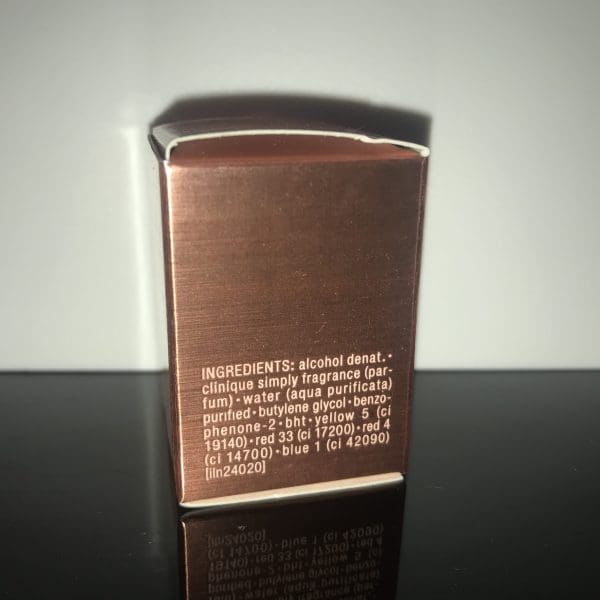 INGREDIENTS: alcohol denat.•
clinique simply fragrance (par-
fum)•water (aqua purificata)
purified•butylene glycol•benzo-
phenone-2•bht•yellow 5 (ci
19140)•red 33 (ci 17200)•red 4
(ci 14700)•blue 1 (ci 42090)
[iln24020]